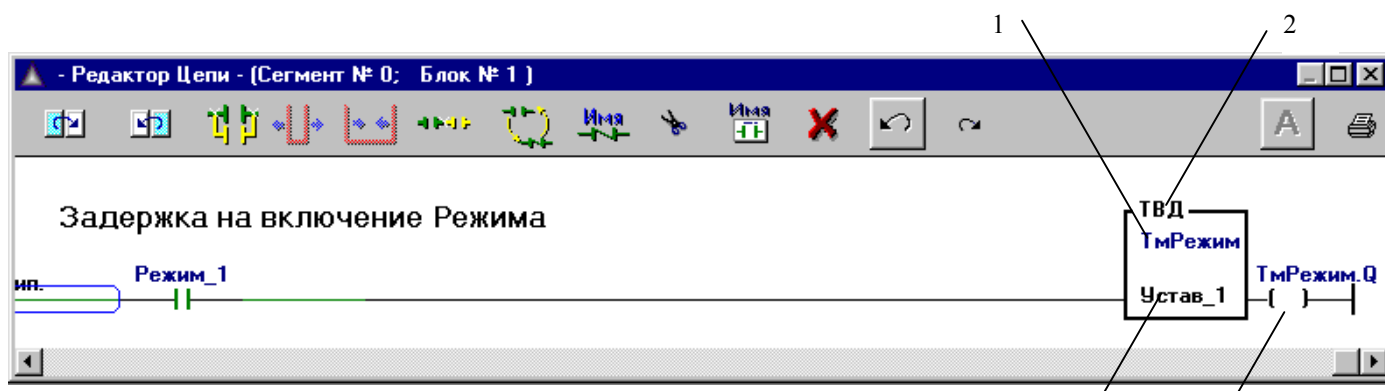 1 2
- Редактор Цепи - (Сегмент № 0; Блок № 1 )
Имя Имя A
Задержка на включение Режима
ТВД
ТмРежим
ип. Режим_1 ТмРежим.Q
Устав_1